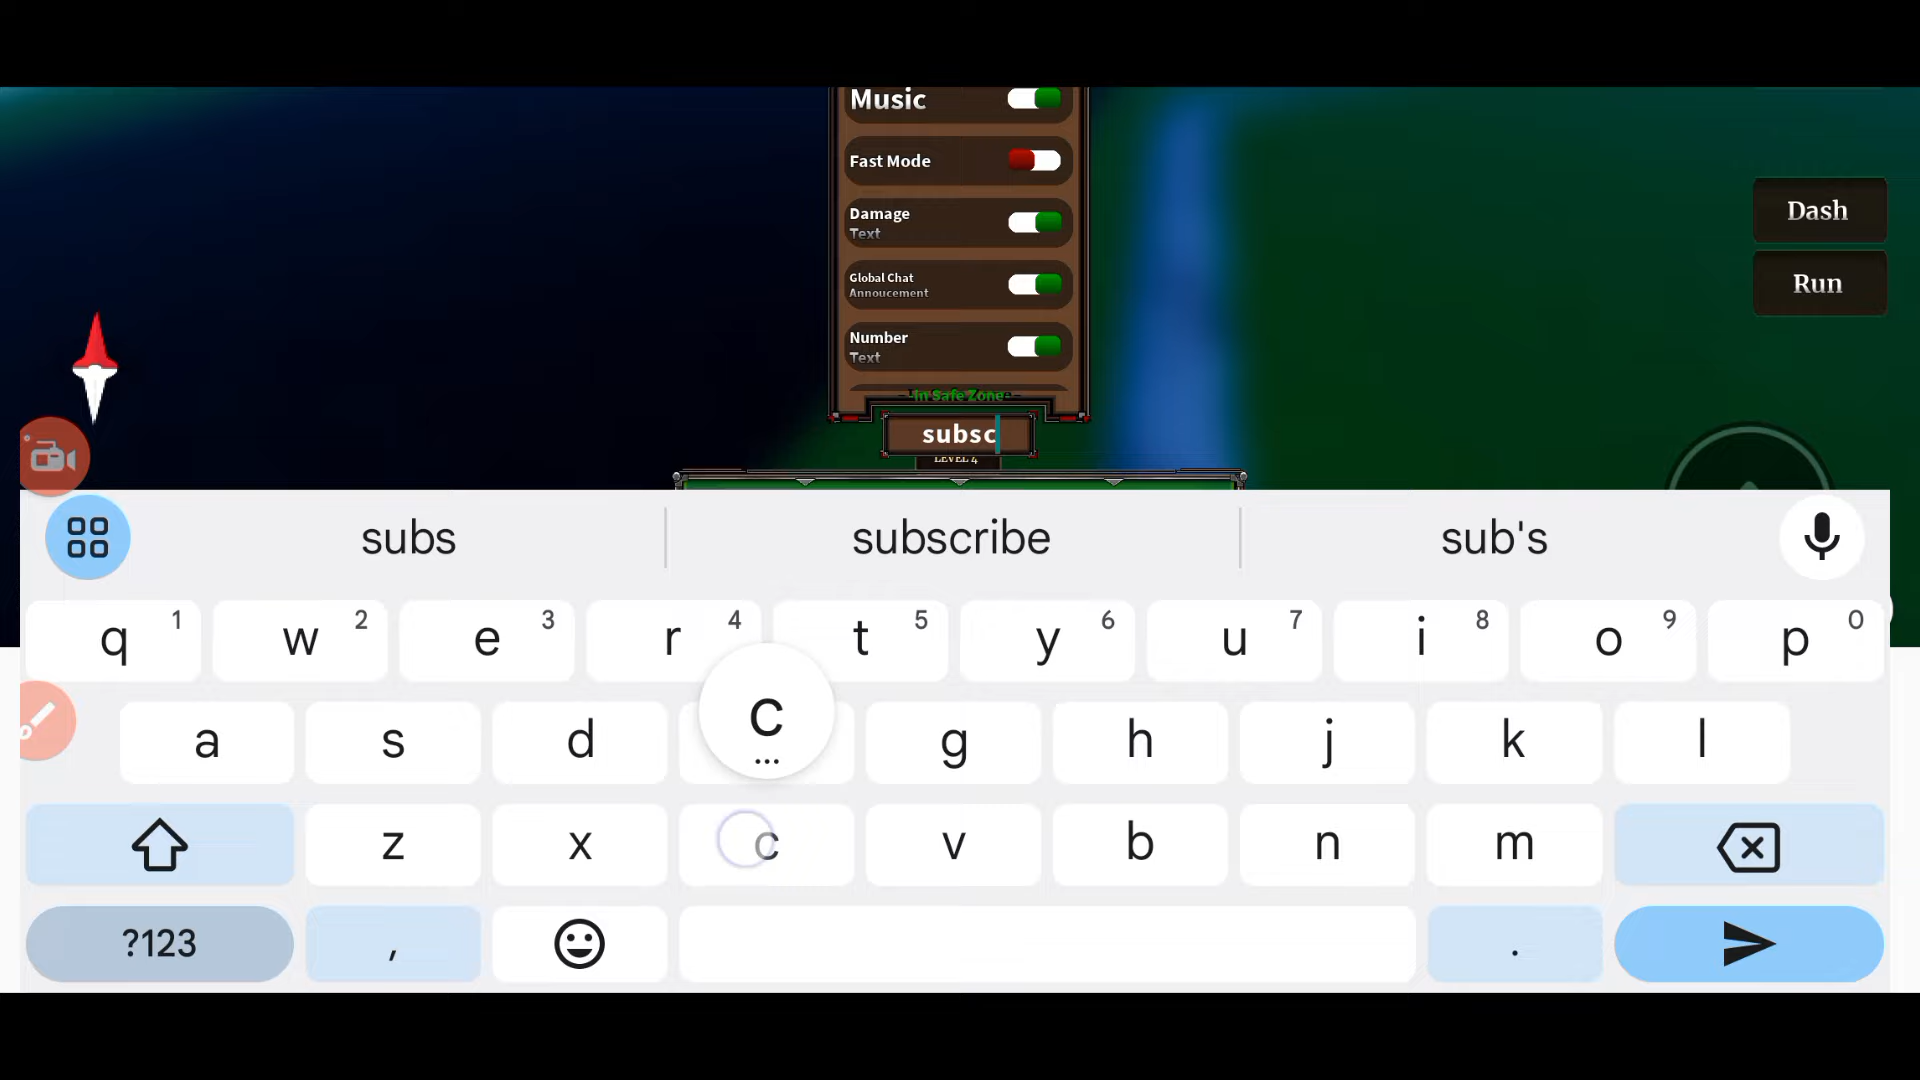 Music
Fast Mode
Dash
Damage
Text
Run
Global Chat
Annoucement
Number
Text
In Safe Zone
subsc
LEVEL 4
subs subscribe sub's
q 1 w 2 e 3 r 4 t 5 y 6 u 7 i 8 o 9 p 0
c
...
a s d g h j k l
z x c v b n m
?123 , .